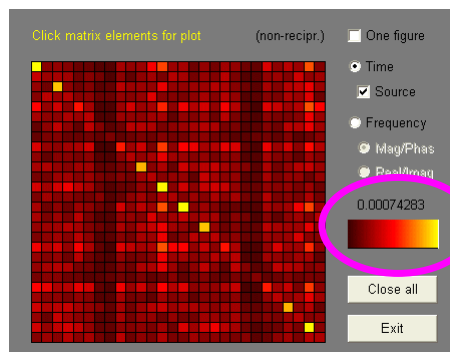 Click matrix elements for plot (non-recipr.)
One figure
Time
Source
Frequency
Mag/Phas
Real/Imag
0.00074283
Close all
Exit